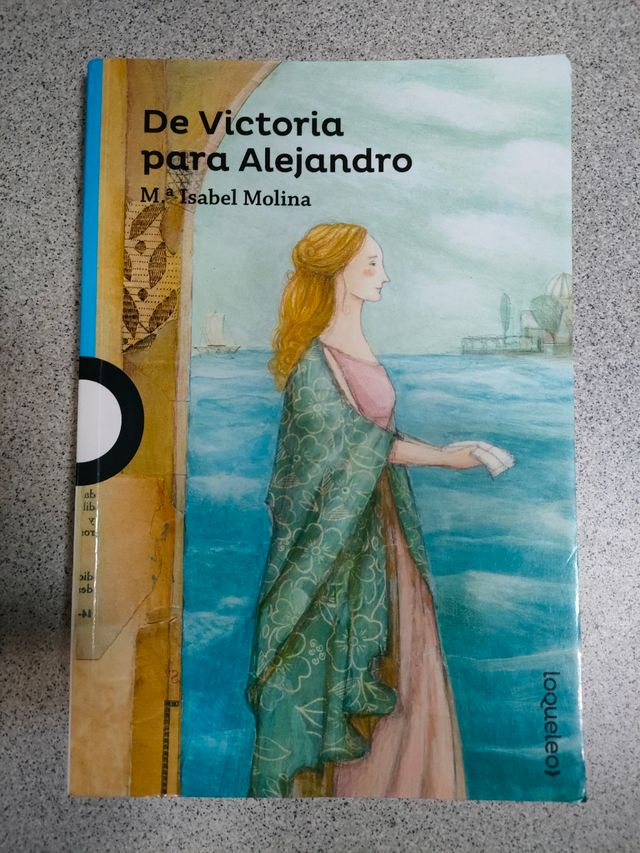 De Victoria
para Alejandro
M.ª Isabel Molina
loqueleo